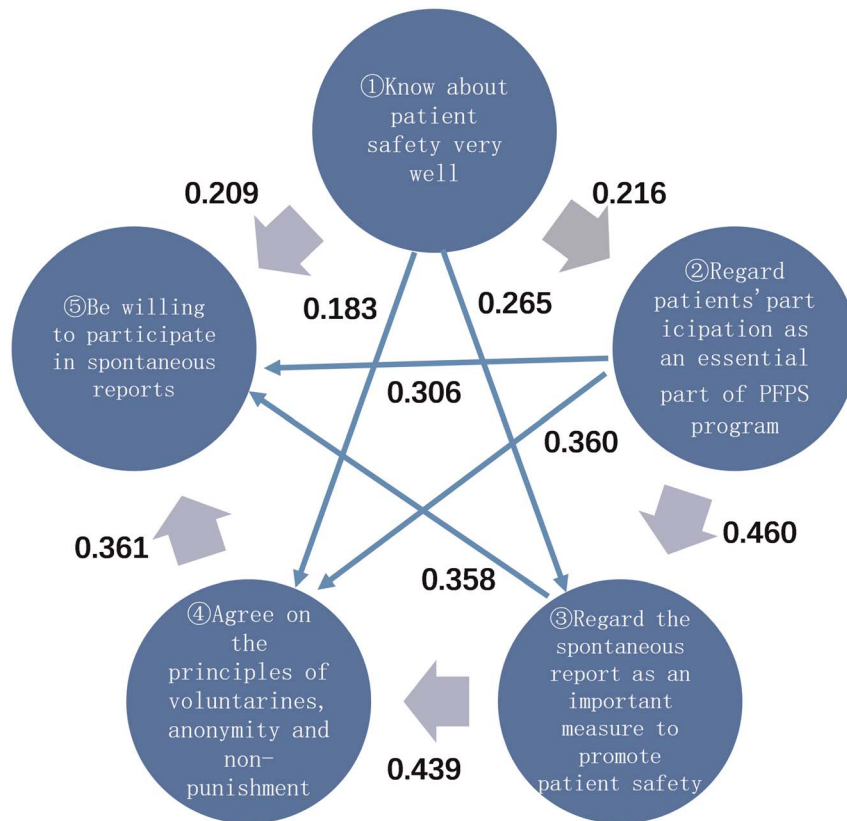 ①Know about
patient
safety very
well
0.209
0.216
0.183
0.265
⑤Be willing
to participate
in spontaneous
reports
②Regard
patients'part
icipation as
an essential
part of PFPS
program
0.306
0.360
0.361
0.358
0.460
④Agree on
the
principles of
voluntarines,
anonymity and
non-
punishment
0.439
③Regard the
spontaneous
report as an
important
measure to
promote
patient safety